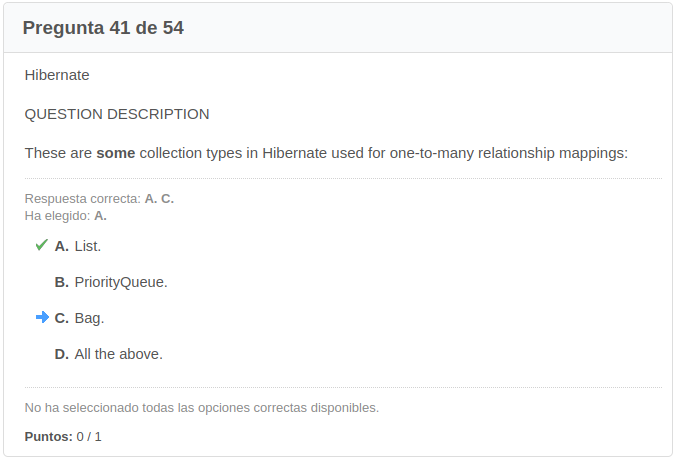 Pregunta 41 de 54
Hibernate
QUESTION DESCRIPTION
These are some collection types in Hibernate used for one-to-many relationship mappings:
Respuesta correcta: A. C.
Ha elegido: A.
A. List.
B. PriorityQueue.
C. Bag.
D. All the above.
No ha seleccionado todas las opciones correctas disponibles.
Puntos: 0 / 1